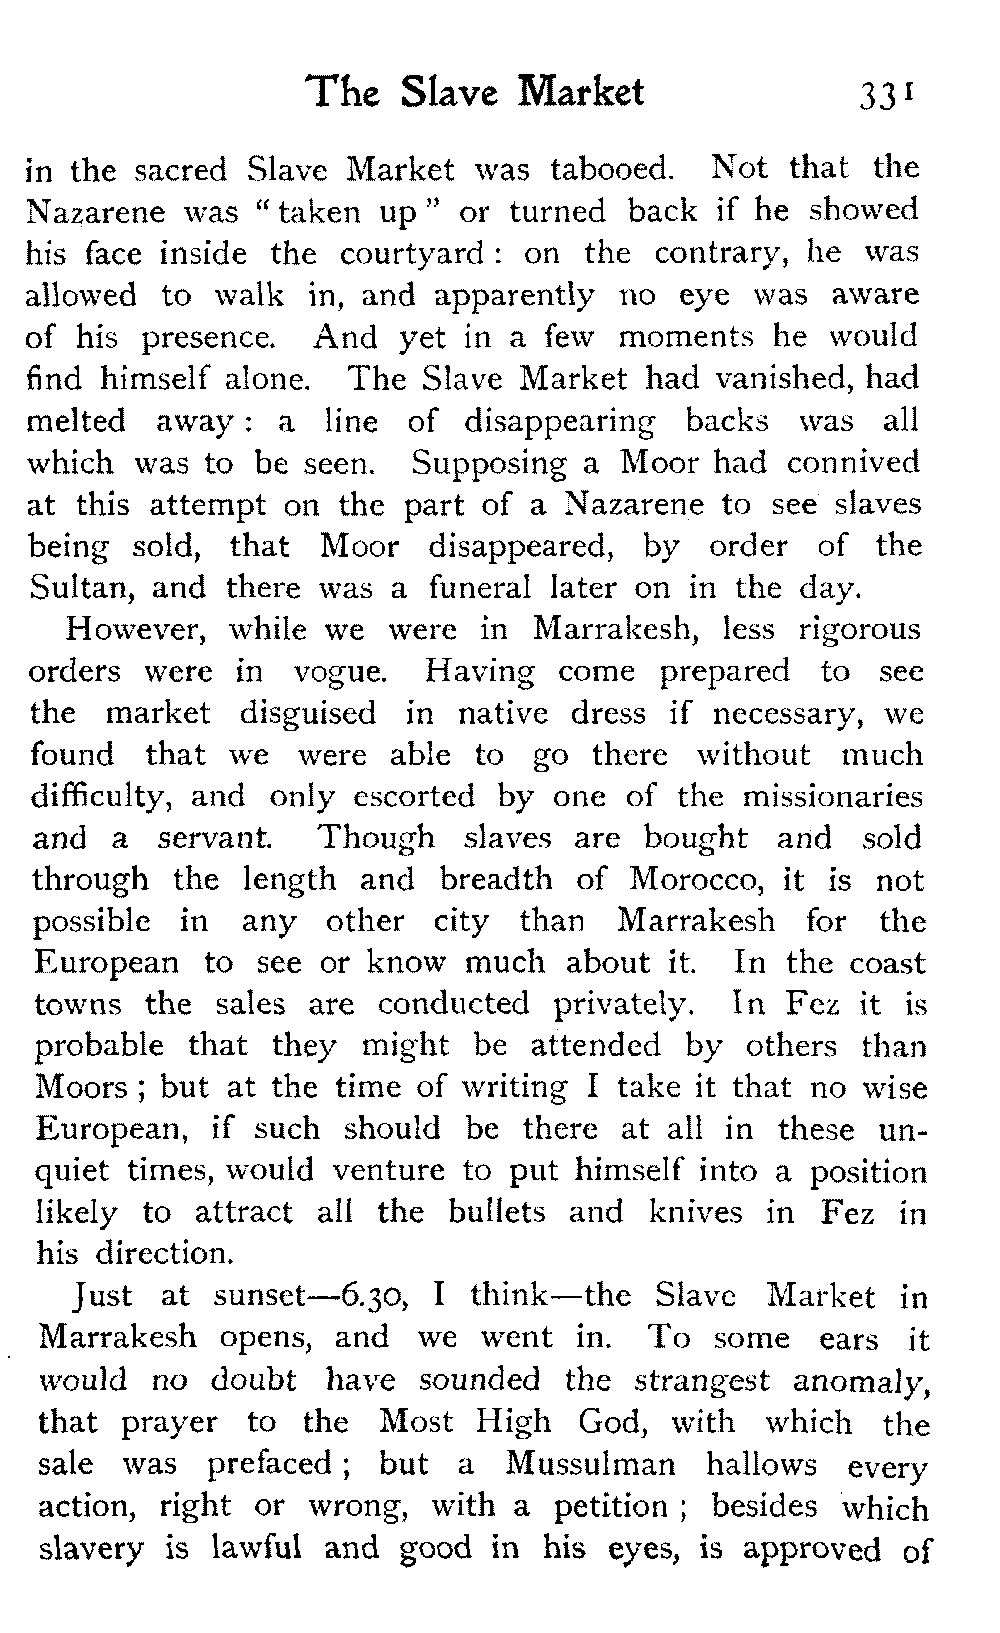 The Slave Market 331
in the sacred Slave Market was tabooed. Not that the
Nazarene was “taken up” or turned back if he showed
his face inside the courtyard : on the contrary, he was
allowed to walk in, and apparently no eye was aware
of his presence. And yet in a few moments he would
find himself alone. The Slave Market had vanished, had
melted away : a line of disappearing backs was all
which was to be seen. Supposing a Moor had connived
at this attempt on the part of a Nazarene to see slaves
being sold, that Moor disappeared, by order of the
Sultan, and there was a funeral later on in the day.
However, while we were in Marrakesh, less rigorous
orders were in vogue. Having come prepared to see
the market disguised in native dress if necessary, we
found that we were able to go there without much
difficulty, and only escorted by one of the missionaries
and a servant. Though slaves are bought and sold
through the length and breadth of Morocco, it is not
possible in any other city than Marrakesh for the
European to see or know much about it. In the coast
towns the sales are conducted privately. In Fez it is
probable that they might be attended by others than
Moors ; but at the time of writing I take it that no wise
European, if such should be there at all in these un-
quiet times, would venture to put himself into a position
likely to attract all the bullets and knives in Fez in
his direction.
Just at sunset—6.30, I think—the Slave Market in
Marrakesh opens, and we went in. To some ears it
would no doubt have sounded the strangest anomaly,
that prayer to the Most High God, with which the
sale was prefaced ; but a Mussulman hallows every
action, right or wrong, with a petition ; besides which
slavery is lawful and good in his eyes, is approved of